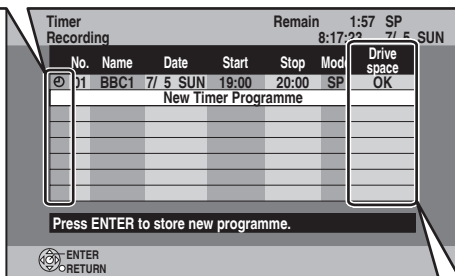 Timer Recording Remain 1:57 SP
8:17:23 7/ 5 SUN
No. Name Date Start Stop Mode Drive space
01 BBC1 7/ 5 SUN 19:00 20:00 SP OK
New Timer Programme
Press ENTER to store new programme.
ENTER
RETURN